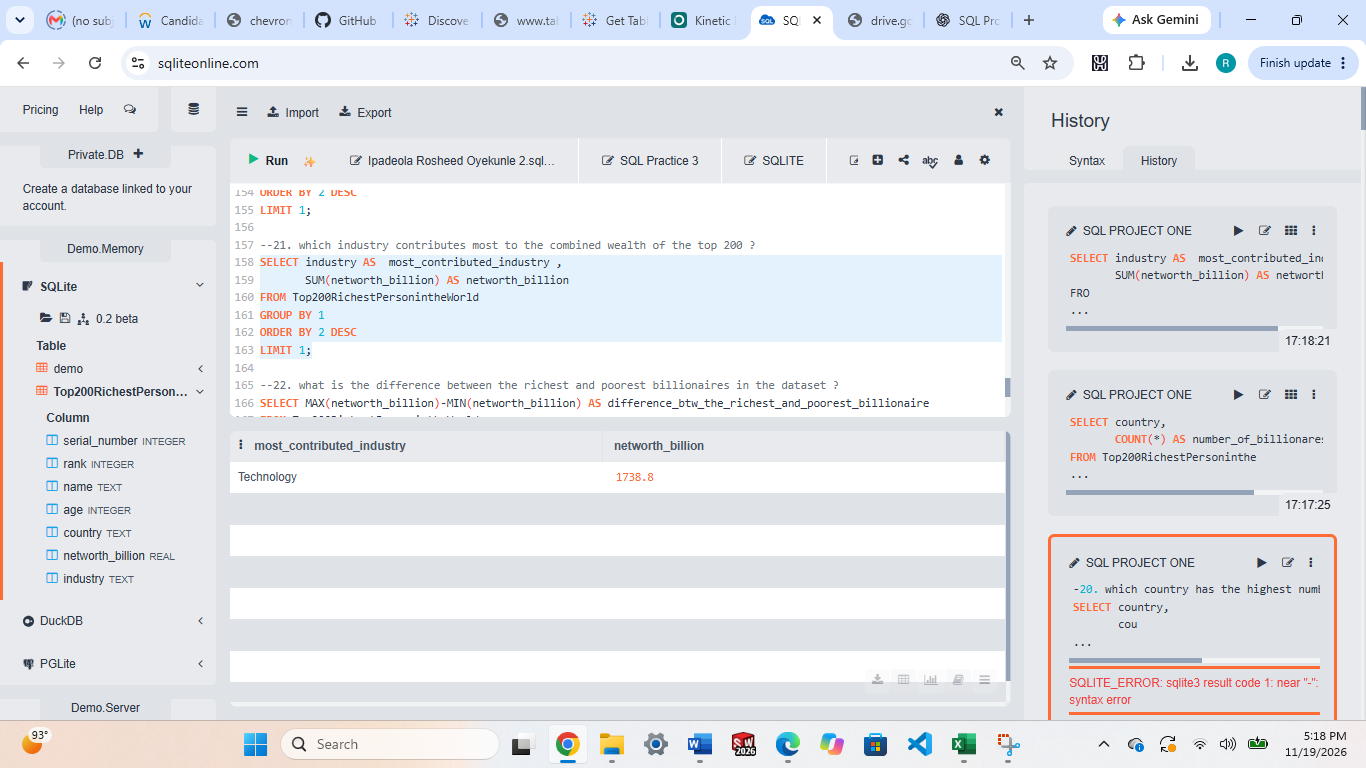 (no subj
Candida
chevron
GitHub
Discove
www.tab
Get Tabl
Kinetic
SQL
drive.go
SQL Pro
Ask Gemini
sqliteonline.com
R
Finish update
Pricing
Help
Import
Export
History
Private.DB
Create a database linked to your
account.
Run
Ipadeola Rosheed Oyekunle 2.sql...
SQL Practice 3
SQLITE
abc
Syntax
History
Demo.Memory
SQLite
0.2 beta
Table
demo
Top200RichestPerson...
Column
serial_number INTEGER
rank INTEGER
name TEXT
age INTEGER
country TEXT
networth_billion REAL
industry TEXT
DuckDB
PGLite
Demo.Server
154 ORDER BY 2 DESC
155 LIMIT 1;
156
157 --21. which industry contributes most to the combined wealth of the top 200 ?
158 SELECT industry AS  most_contributed_industry ,
159        SUM(networth_billion) AS networth_billion
160 FROM Top200RichestPersonintheWorld
161 GROUP BY 1
162 ORDER BY 2 DESC
163 LIMIT 1;
164
165 --22. what is the difference between the richest and poorest billionaires in the dataset ?
166 SELECT MAX(networth_billion)-MIN(networth_billion) AS difference_btw_the_richest_and_poorest_billionaire
most_contributed_industry
networth_billion
Technology
1738.8
SQL PROJECT ONE
SELECT industry AS  most_contributed_ind
SUM(networth_billion) AS networth
FRO
...
17:18:21
SQL PROJECT ONE
SELECT country,
COUNT(*) AS number_of_billionares
FROM Top200RichestPersoninthe
...
17:17:25
SQL PROJECT ONE
-20. which country has the highest numb
SELECT country,
cou
...
SQLITE_ERROR: sqlite3 result code 1: near "-":
syntax error
93°
Search
SW
2026
5:18 PM
11/19/2026